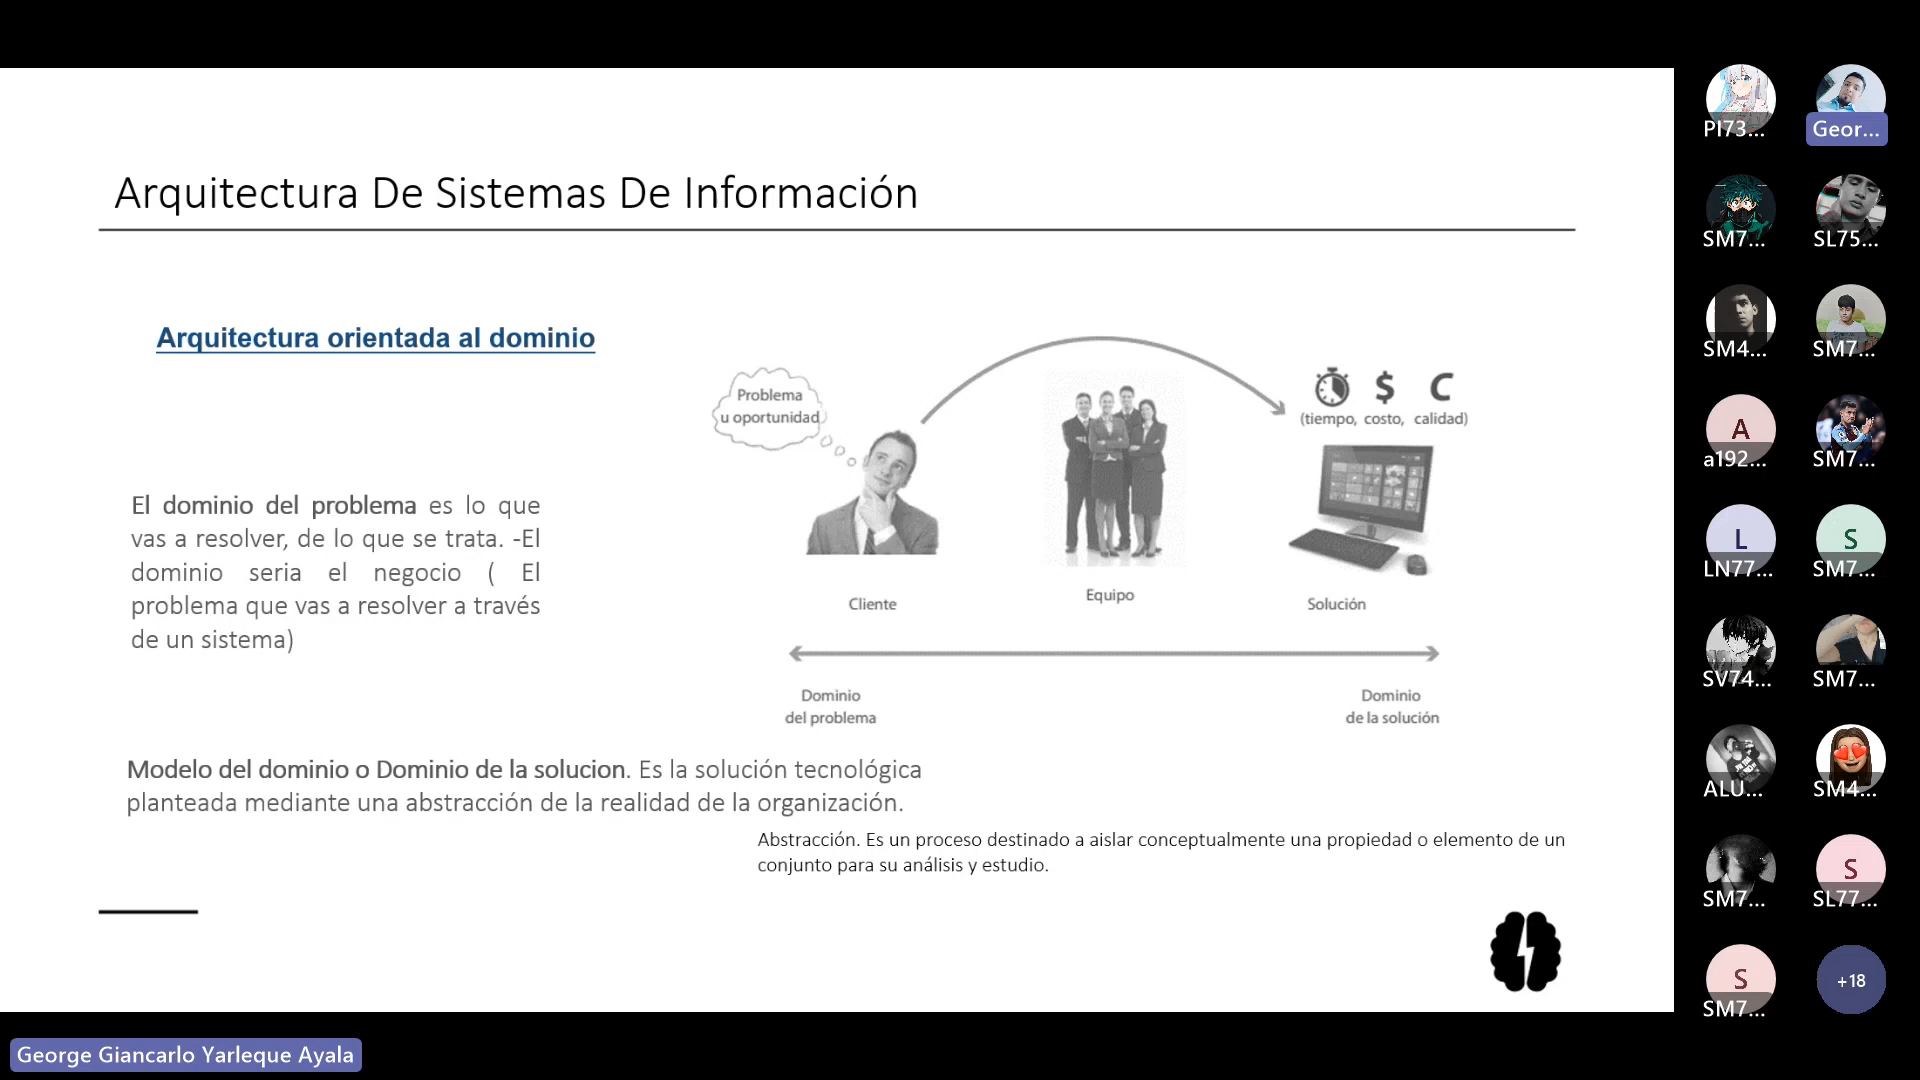 Arquitectura De Sistemas De Información
Arquitectura orientada al dominio
Problema
u oportunidad
(tiempo, costo, calidad)
$ C
El dominio del problema es lo que
vas a resolver, de lo que se trata. -El
dominio seria el negocio ( El
problema que vas a resolver a través
de un sistema)
Cliente
Equipo
Solución
Dominio
del problema
Dominio
de la solución
Modelo del dominio o Dominio de la solucion. Es la solución tecnológica
planteada mediante una abstracción de la realidad de la organización.
Abstracción. Es un proceso destinado a aislar conceptualmente una propiedad o elemento de un
conjunto para su análisis y estudio.
PI73...
Geor...
SM7...
SL75...
SM4...
SM7...
A
a192...
SM7...
L
LN77...
S
SM7...
SV74...
SM7...
ALU...
SM4...
SM7...
S
SL77...
S
SM7...
+18
George Giancarlo Yarleque Ayala